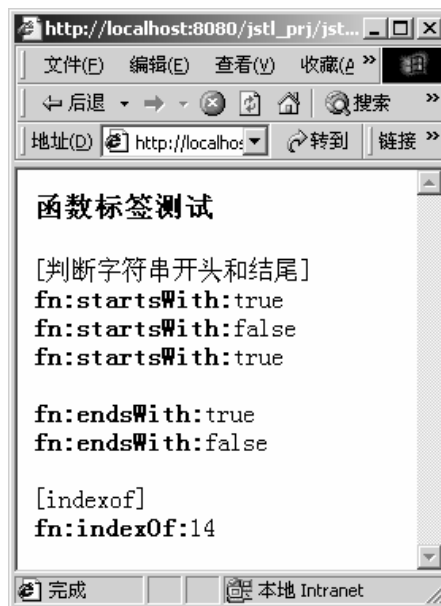 http://localhost:8080/jstl_prj/jst...
文件(F) 编辑(E) 查看(V) 收藏(A »
后退 搜索 »
地址(D) http://localhos 转到 链接 »
函数标签测试
[判断字符串开头和结尾]
fn:startsWith:true
fn:startsWith:false
fn:startsWith:true
fn:endsWith:true
fn:endsWith:false
[indexof]
fn:indexOf:14
完成 本地 Intranet